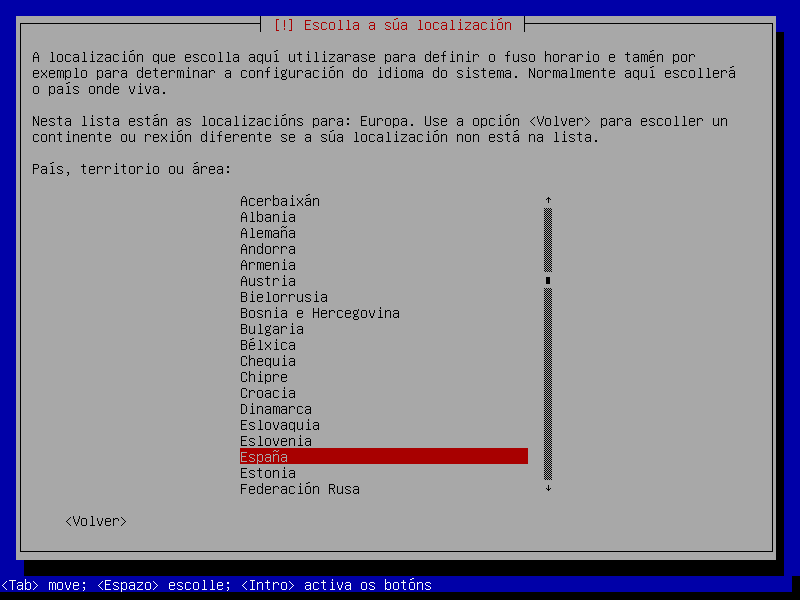 [!] Escolla a súa localización
A localización que escolla aquí utilizarase para definir o fuso horario e tamén por
exemplo para determinar a configuración do idioma do sistema. Normalmente aquí escollerá
o país onde viva.
Nesta lista están as localizacións para: Europa. Use a opción <Volver> para escoller un
continente ou rexión diferente se a súa localización non está na lista.
País, territorio ou área:
Acerbaixán
Albania
Alemaña
Andorra
Armenia
Austria
Bielorrusia
Bosnia e Hercegovina
Bulgaria
Bélxica
Chequia
Chipre
Croacia
Dinamarca
Eslovaquia
Eslovenia
España
Estonia
Federación Rusa
<Volver>
<Tab> move; <Espazo> escolle; <Intro> activa os botóns